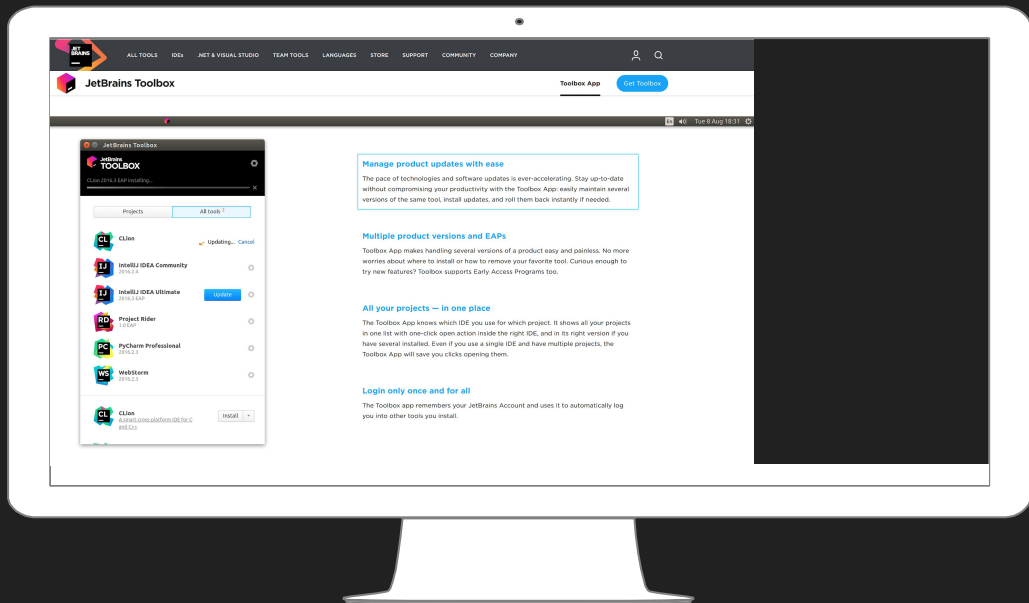 JET
BRAINS
ALL TOOLS IDEs .NET & VISUAL STUDIO TEAM TOOLS LANGUAGES STORE SUPPORT COMMUNITY COMPANY
JetBrains Toolbox
Toolbox App
Get Toolbox
En Tue 8 Aug 18:31
JetBrains Toolbox
JetBrains
TOOLBOX
CLion 2016.3 EAP installing...
Projects
All tools 2
CLion
Updating... Cancel
IntelliJ IDEA Community
2016.2.4
IntelliJ IDEA Ultimate
2016.3 EAP
Update
Project Rider
1.0 EAP
PyCharm Professional
2016.2.3
WebStorm
2016.2.3
CLion
A smart cross-platform IDE for C
and C++
Install
CL
IJ
IJ
RD
PC
WS
CL
Manage product updates with ease
The pace of technologies and software updates is ever-accelerating. Stay up-to-date
without compromising your productivity with the Toolbox App: easily maintain several
versions of the same tool, install updates, and roll them back instantly if needed.
Multiple product versions and EAPs
Toolbox App makes handling several versions of a product easy and painless. No more
worries about where to install or how to remove your favorite tool. Curious enough to
try new features? Toolbox supports Early Access Programs too.
All your projects — in one place
The Toolbox App knows which IDE you use for which project. It shows all your projects
in one list with one-click open action inside the right IDE, and in its right version if you
have several installed. Even if you use a single IDE and have multiple projects, the
Toolbox App will save you clicks opening them.
Login only once and for all
The Toolbox app remembers your JetBrains Account and uses it to automatically log
you into other tools you install.